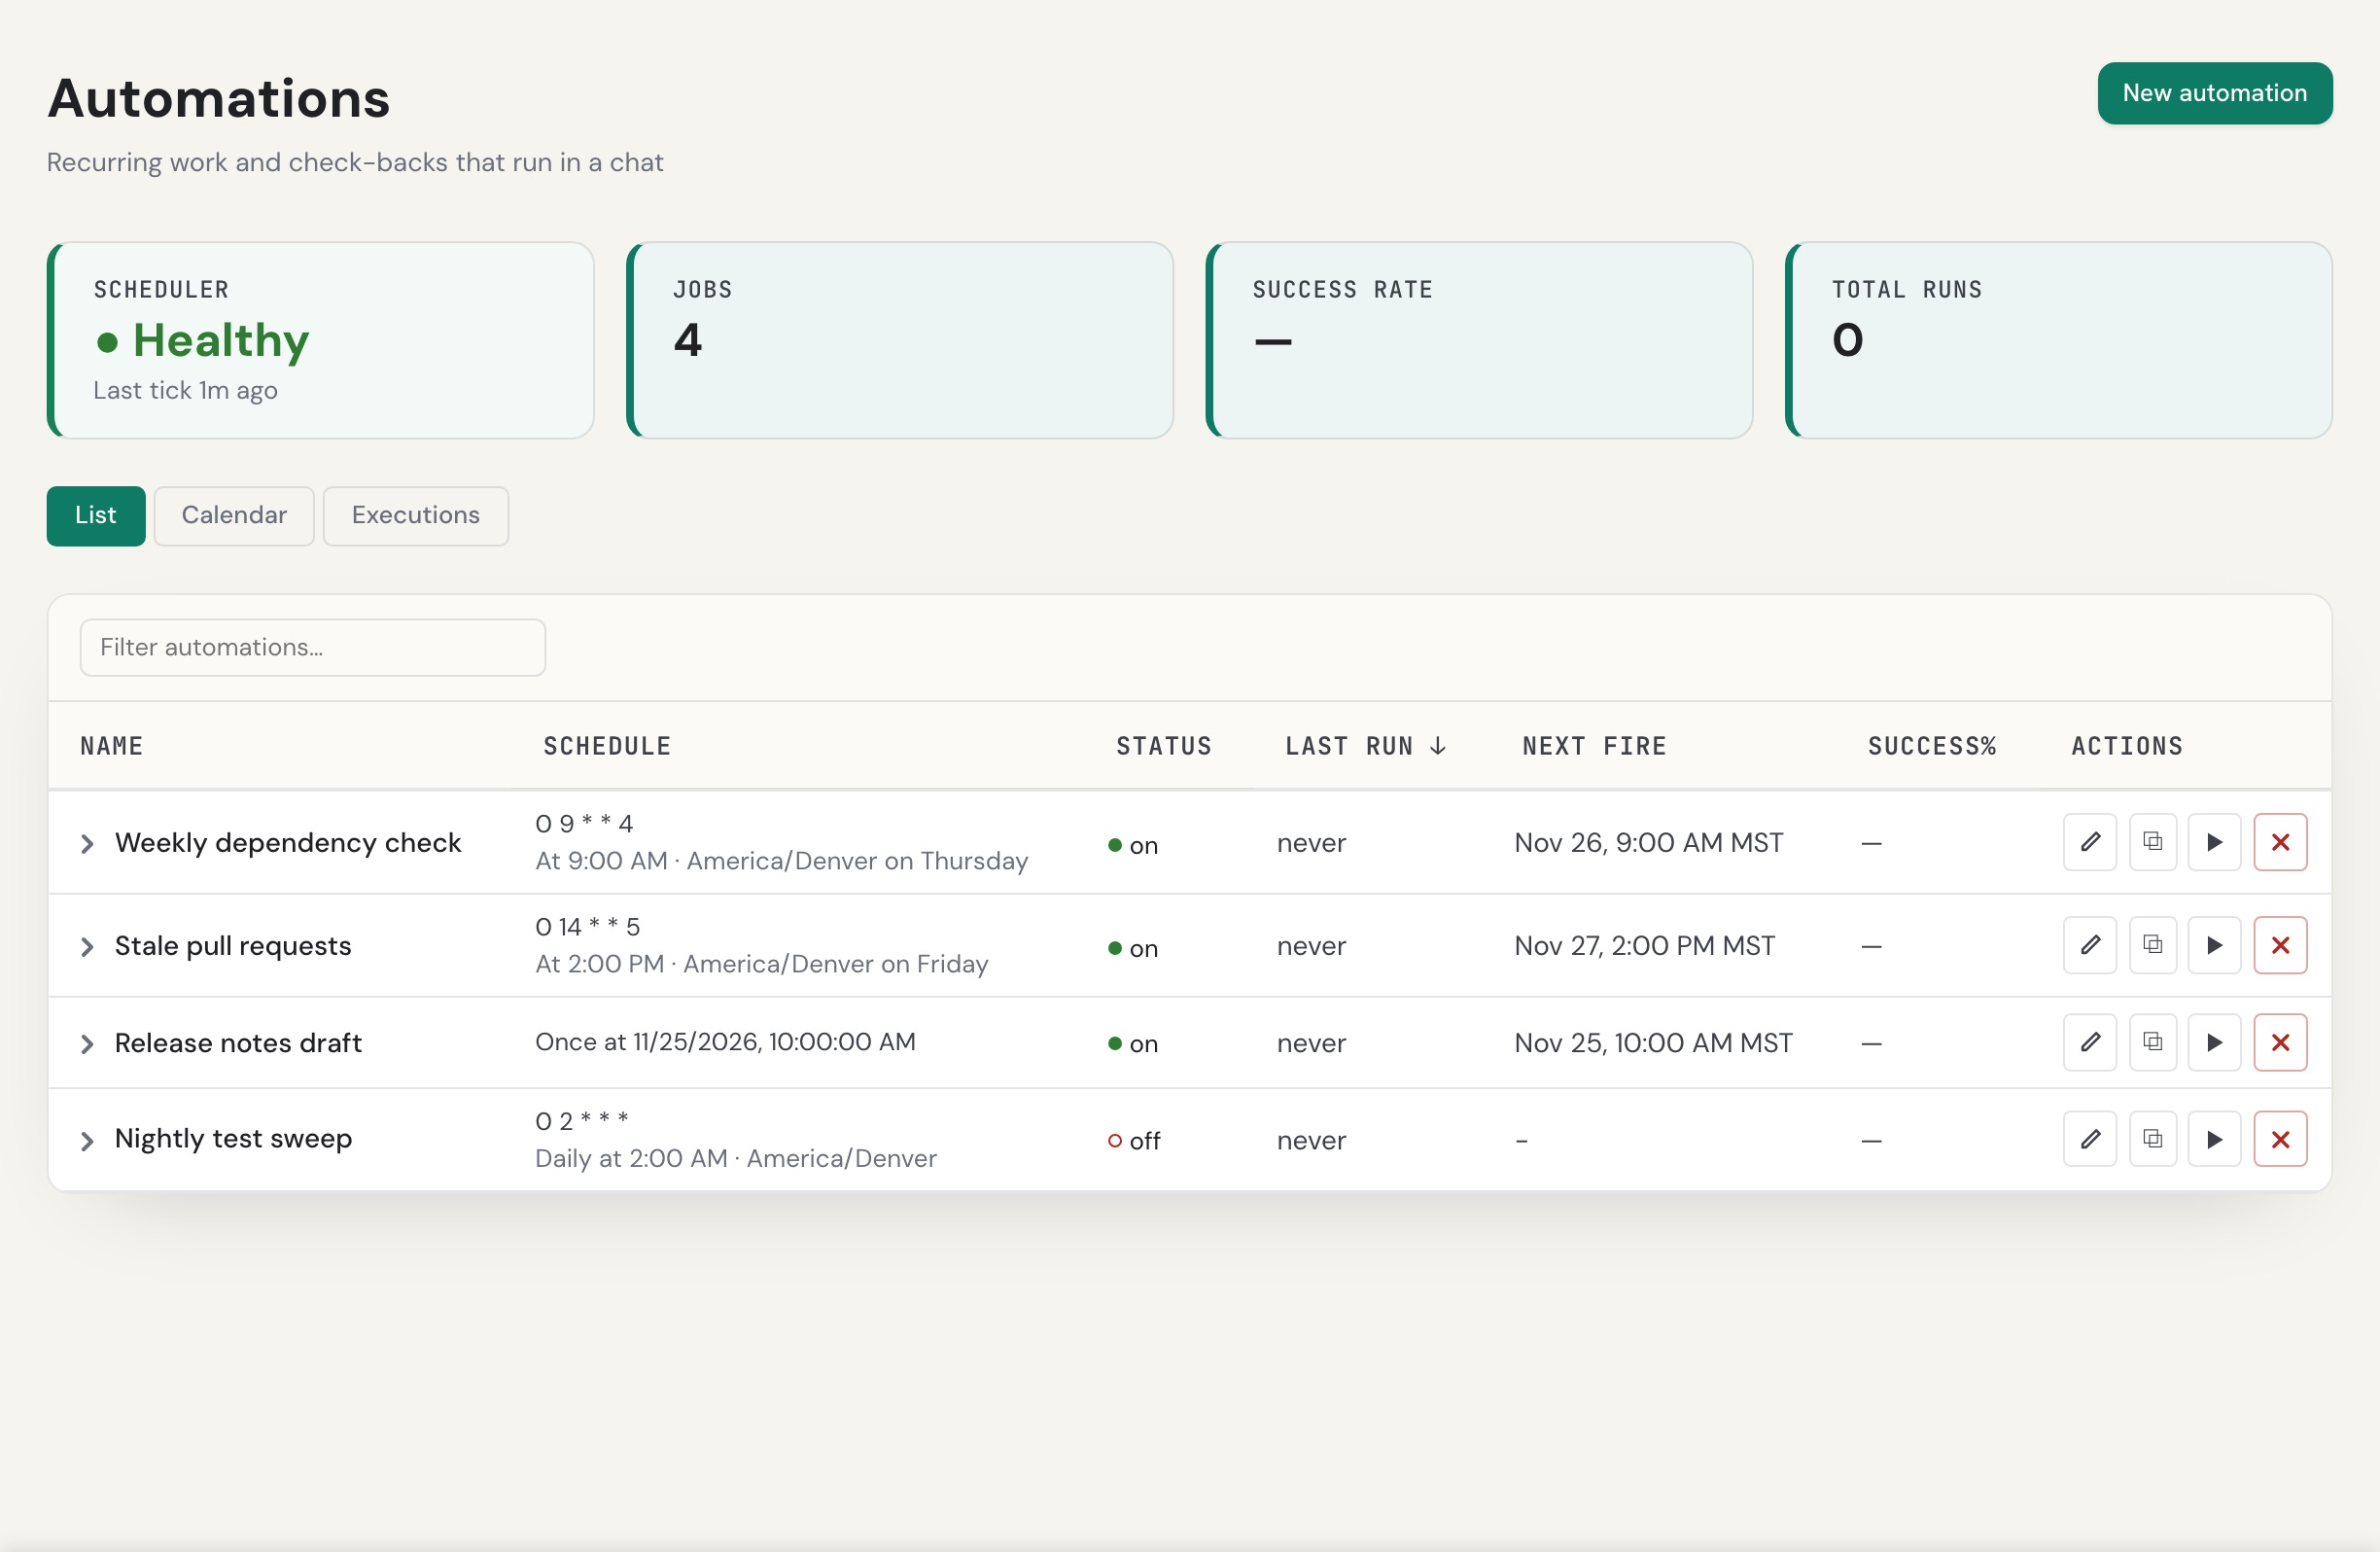 Automations
New automation
Recurring work and check-backs that run in a chat
SCHEDULER
Healthy
Last tick 1m ago
JOBS
4
SUCCESS RATE
—
TOTAL RUNS
0
List
Calendar
Executions
Filter automations...
NAME SCHEDULE STATUS LAST RUN ↓ NEXT FIRE SUCCESS% ACTIONS
Weekly dependency check
0 9 * * 4
At 9:00 AM · America/Denver on Thursday
on
never
Nov 26, 9:00 AM MST
—
Stale pull requests
0 14 * * 5
At 2:00 PM · America/Denver on Friday
on
never
Nov 27, 2:00 PM MST
—
Release notes draft
Once at 11/25/2026, 10:00:00 AM
on
never
Nov 25, 10:00 AM MST
—
Nightly test sweep
0 2 * * *
Daily at 2:00 AM · America/Denver
off
never
-
—